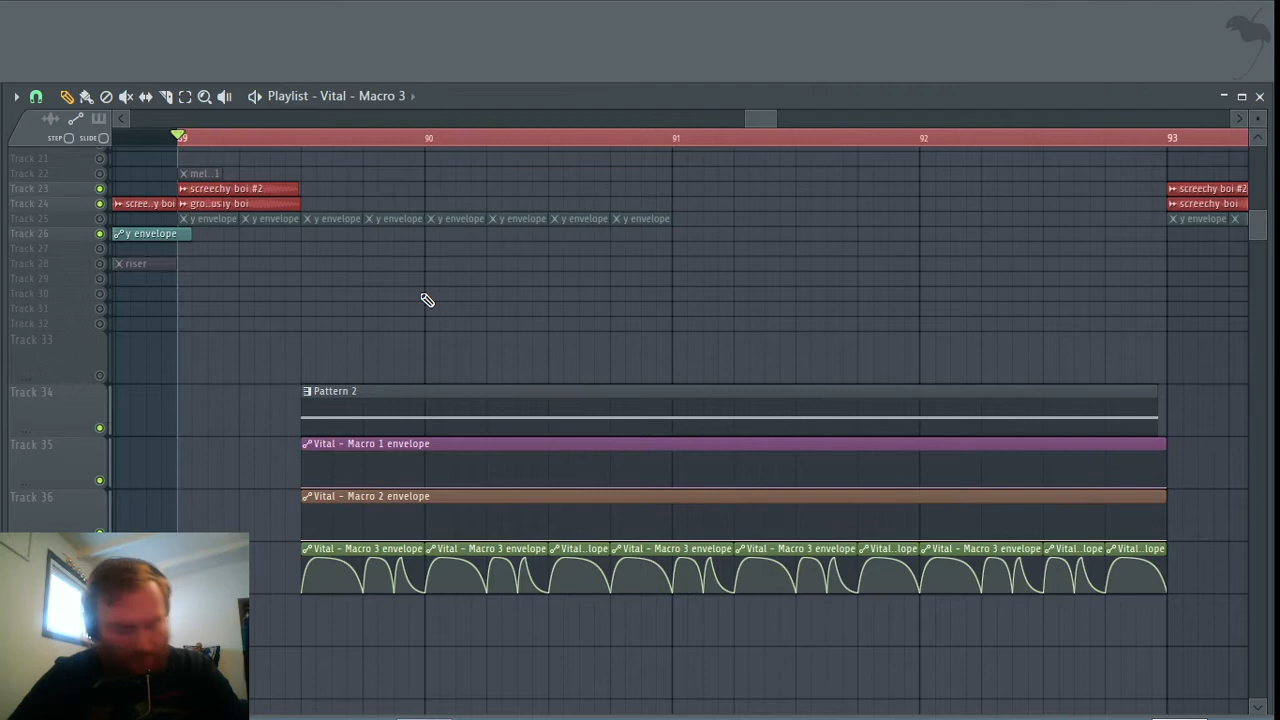 Playlist - Vital - Macro 3
STEP SLIDE
89 90 91 92 93
Track 21
Track 22 mel..1
Track 23 screechy boi #2 screechy boi #2
Track 24 scree..y boi gro..usly boi screechy boi
Track 25 y envelope y envelope y envelope y envelope y envelope y envelope y envelope y envelope y envelope
Track 26 y envelope
Track 27
Track 28 riser
Track 29
Track 30
Track 31
Track 32
Track 33
...
Track 34 Pattern 2
...
Track 35 Vital - Macro 1 envelope
...
Track 36 Vital - Macro 2 envelope
Vital - Macro 3 envelope Vital - Macro 3 envelope Vital..lope Vital - Macro 3 envelope Vital - Macro 3 envelope Vital..lope Vital - Macro 3 envelope Vital..lope Vital..lope